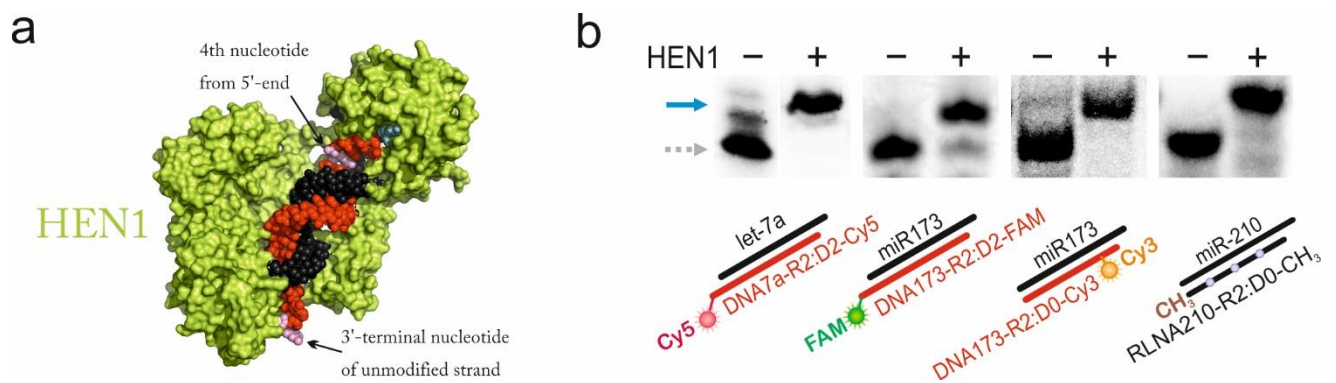 a
4th nucleotide
from 5'-end
HEN1
3'-terminal nucleotide
of unmodified strand
b
HEN1 − + − + − + − +
let-7a
DNA7a-R2:D2-Cy5
Cy5
miR173
DNA173-R2:D2-FAM
FAM
miR173
Cy3
DNA173-R2:D0-Cy3
miR-210
CH₃
RLNA210-R2:D0-CH₃